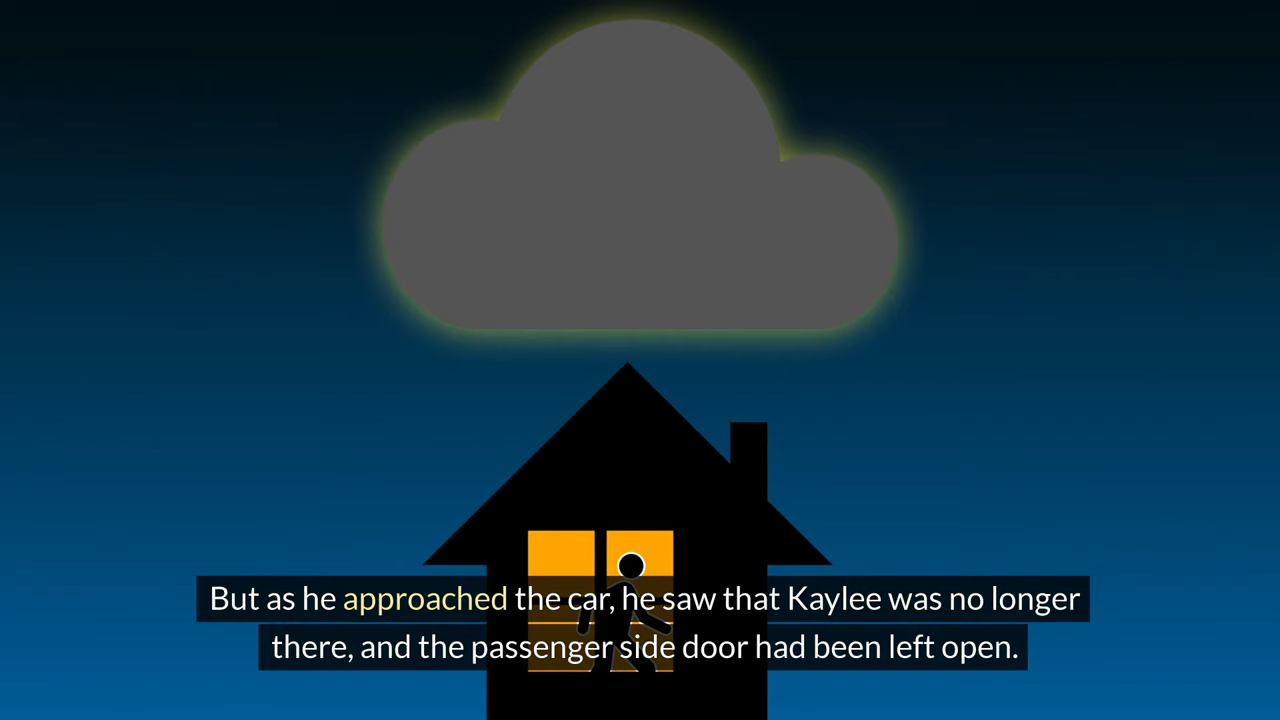 But as he approached the car, he saw that Kaylee was no longer
there, and the passenger side door had been left open.